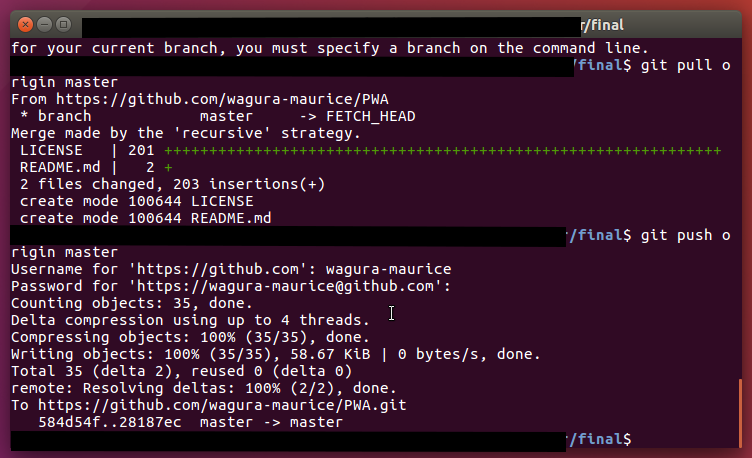 r/final
for your current branch, you must specify a branch on the command line.
/final$ git pull o
rigin master
From https://github.com/wagura-maurice/PWA
 * branch            master     -> FETCH_HEAD
Merge made by the 'recursive' strategy.
 LICENSE   | 201 ++++++++++++++++++++++++++++++++++++++++++++++++++++++++++++++
 README.md |   2 +
 2 files changed, 203 insertions(+)
 create mode 100644 LICENSE
 create mode 100644 README.md
r/final$ git push o
rigin master
Username for 'https://github.com': wagura-maurice
Password for 'https://wagura-maurice@github.com':
Counting objects: 35, done.
Delta compression using up to 4 threads.
Compressing objects: 100% (35/35), done.
Writing objects: 100% (35/35), 58.67 KiB | 0 bytes/s, done.
Total 35 (delta 2), reused 0 (delta 0)
remote: Resolving deltas: 100% (2/2), done.
To https://github.com/wagura-maurice/PWA.git
   584d54f..28187ec  master -> master
/final$